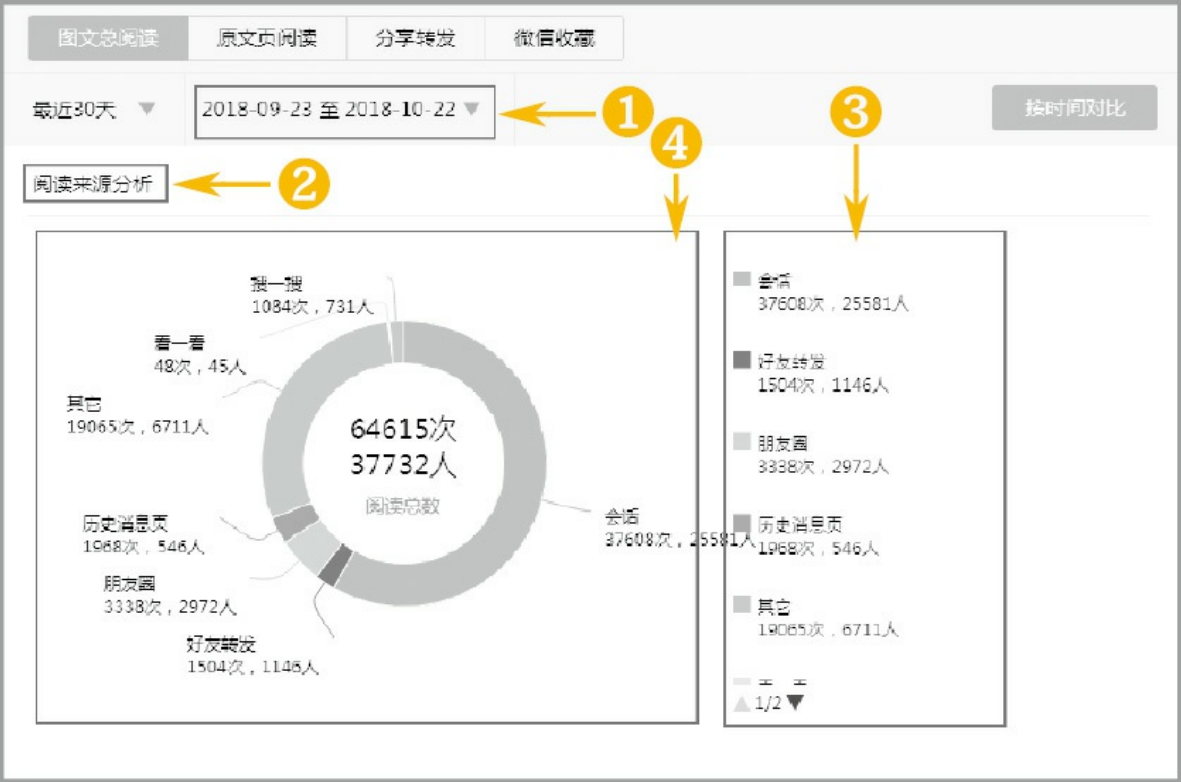 图文总阅读 原文页阅读 分享转发 微信收藏
最近30天 2018-09-23 至 2018-10-22 按时间对比
1
4
3
阅读来源分析
2
搜一搜
1084次，731人
看一看
48次，45人
其它
19065次，6711人
64615次
37732人
阅读总数
历史消息页
1968次，546人
朋友圈
3338次，2972人
好友转发
1504次，1146人
会话
37608次，25581人
会话
37608次，25581人
好友转发
1504次，1146人
朋友圈
3338次，2972人
历史消息页
1968次，546人
其它
19065次，6711人
1/2